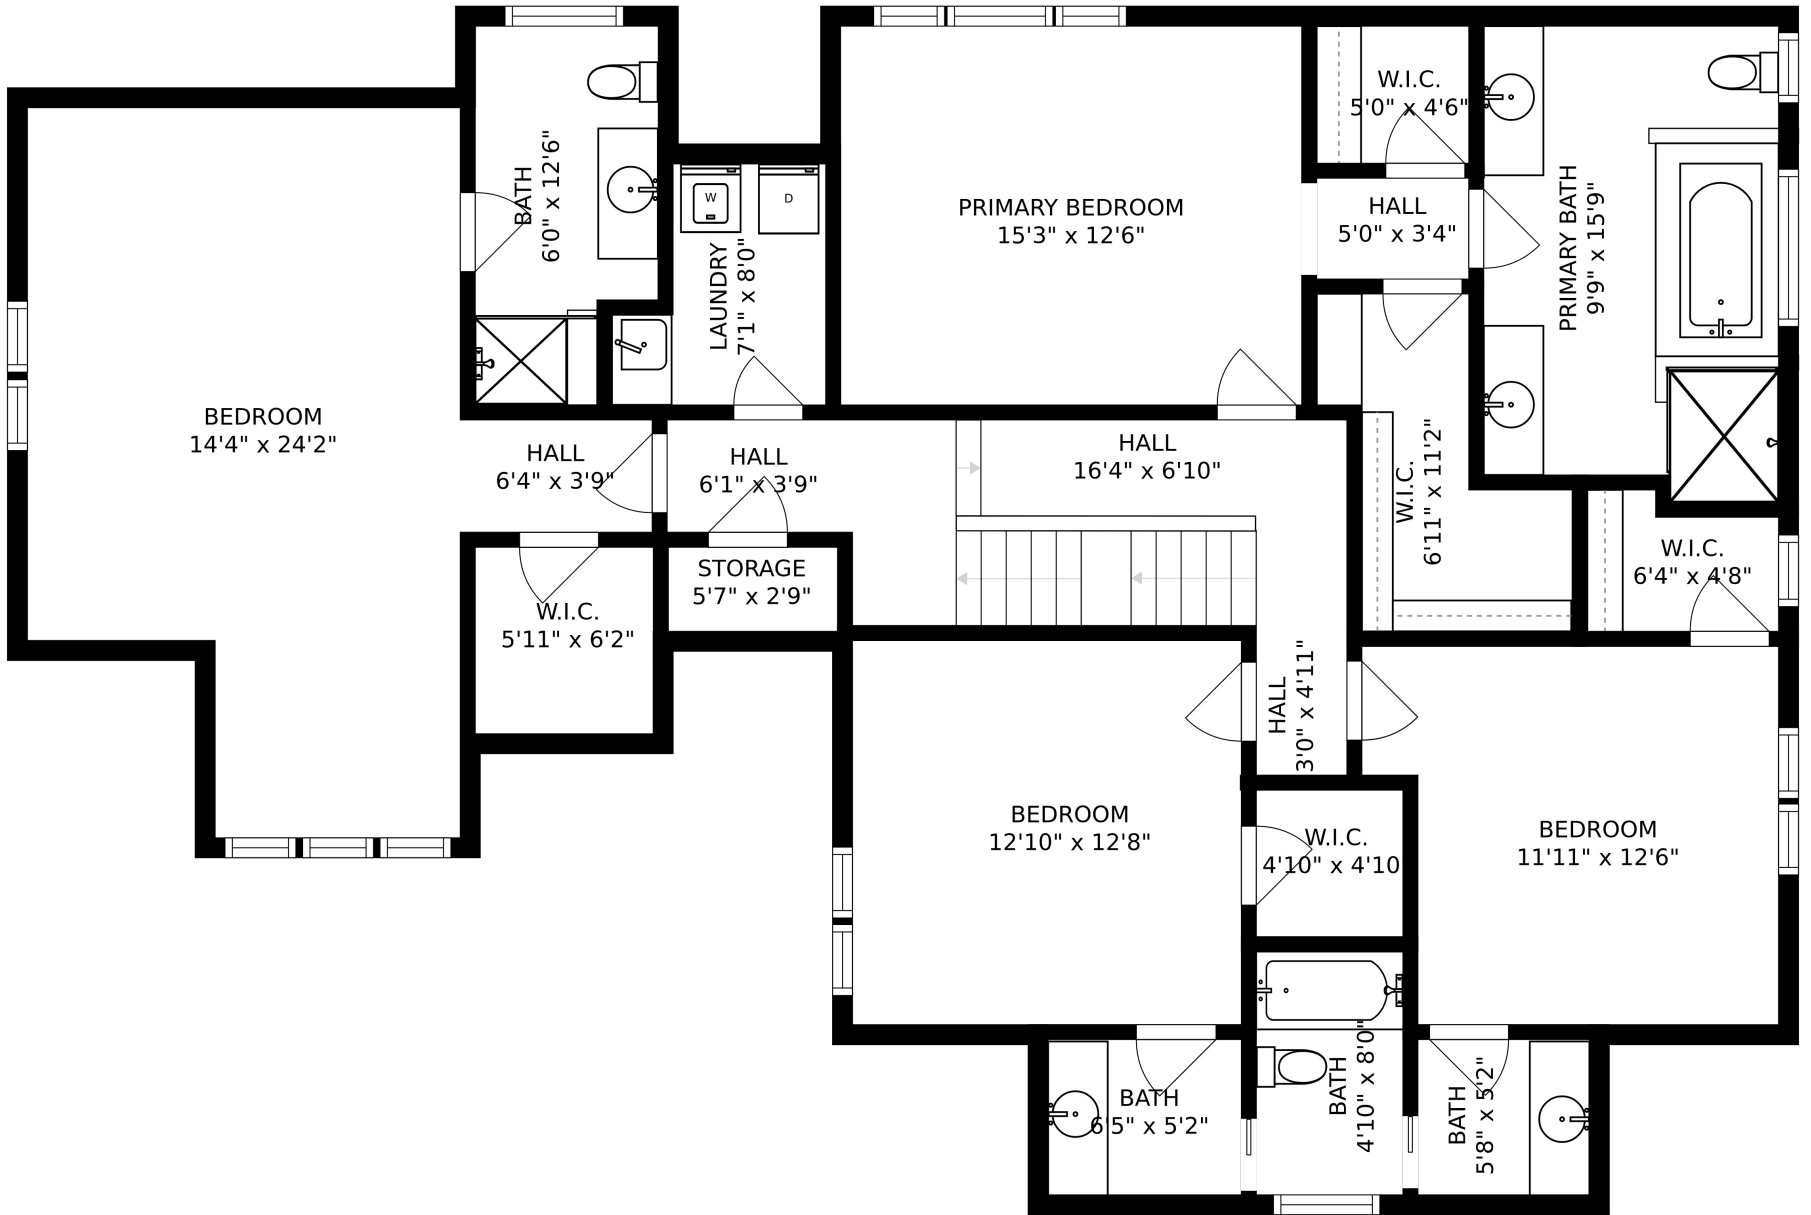 W.I.C.
5'0" x 4'6"
BATH
6'0" x 12'6"
W
D
PRIMARY BEDROOM
15'3" x 12'6"
HALL
5'0" x 3'4"
PRIMARY BATH
9'9" x 15'9"
LAUNDRY
7'1" x 8'0"
BEDROOM
14'4" x 24'2"
HALL
6'4" x 3'9"
HALL
6'1" x 3'9"
HALL
16'4" x 6'10"
W.I.C.
6'11" x 11'2"
W.I.C.
6'4" x 4'8"
STORAGE
5'7" x 2'9"
W.I.C.
5'11" x 6'2"
HALL
3'0" x 4'11"
BEDROOM
12'10" x 12'8"
W.I.C.
4'10" x 4'10
BEDROOM
11'11" x 12'6"
BATH
6'5" x 5'2"
BATH
4'10" x 8'0"
BATH
5'8" x 5'2"